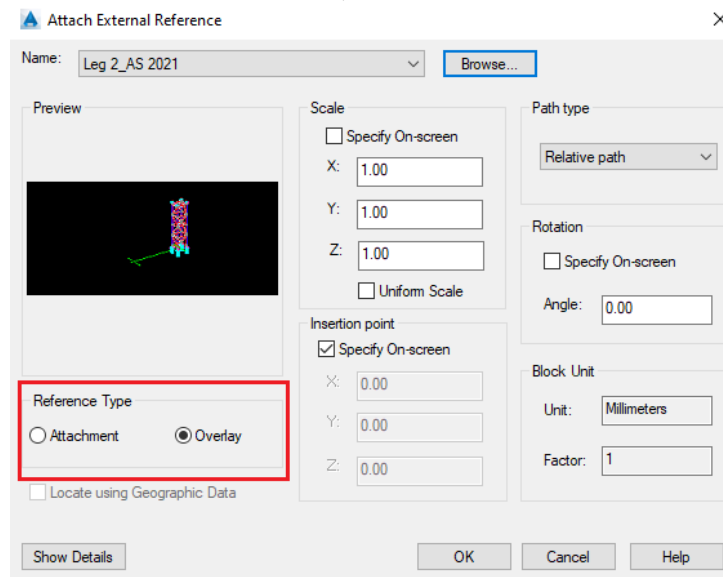 Attach External Reference
Name:
Leg 2_AS 2021
Browse...
Preview
Reference Type
Attachment
Overlay
Locate using Geographic Data
Scale
Specify On-screen
X: 1.00
Y: 1.00
Z: 1.00
Uniform Scale
Insertion point
Specify On-screen
X: 0.00
Y: 0.00
Z: 0.00
Path type
Relative path
Rotation
Specify On-screen
Angle: 0.00
Block Unit
Unit: Millimeters
Factor: 1
Show Details
OK
Cancel
Help